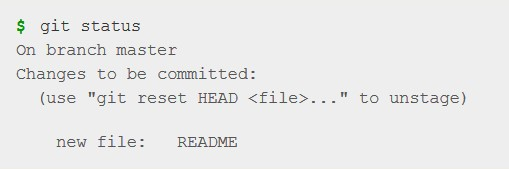 $ git status
On branch master
Changes to be committed:
  (use "git reset HEAD <file>..." to unstage)
    new file:   README